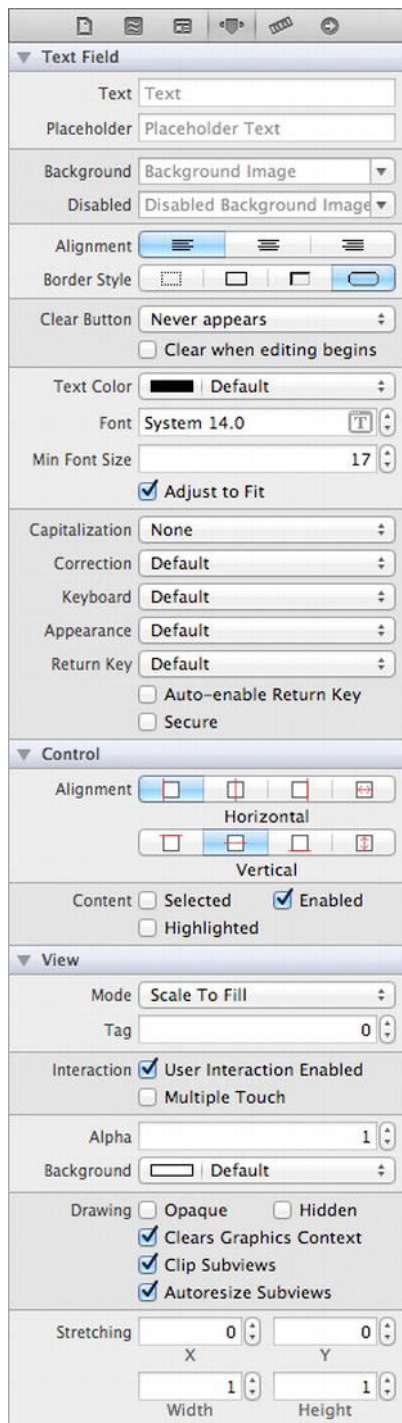 Text Field
Text Text
Placeholder Placeholder Text
Background Background Image
Disabled Disabled Background Image
Alignment
Border Style
Clear Button Never appears
Clear when editing begins
Text Color Default
Font System 14.0 T
Min Font Size 17
Adjust to Fit
Capitalization None
Correction Default
Keyboard Default
Appearance Default
Return Key Default
Auto-enable Return Key
Secure
Control
Alignment
Horizontal
Vertical
Content Selected Enabled
Highlighted
View
Mode Scale To Fill
Tag 0
Interaction User Interaction Enabled
Multiple Touch
Alpha 1
Background Default
Drawing Opaque Hidden
Clears Graphics Context
Clip Subviews
Autoresize Subviews
Stretching 0 0
X Y
1 1
Width Height